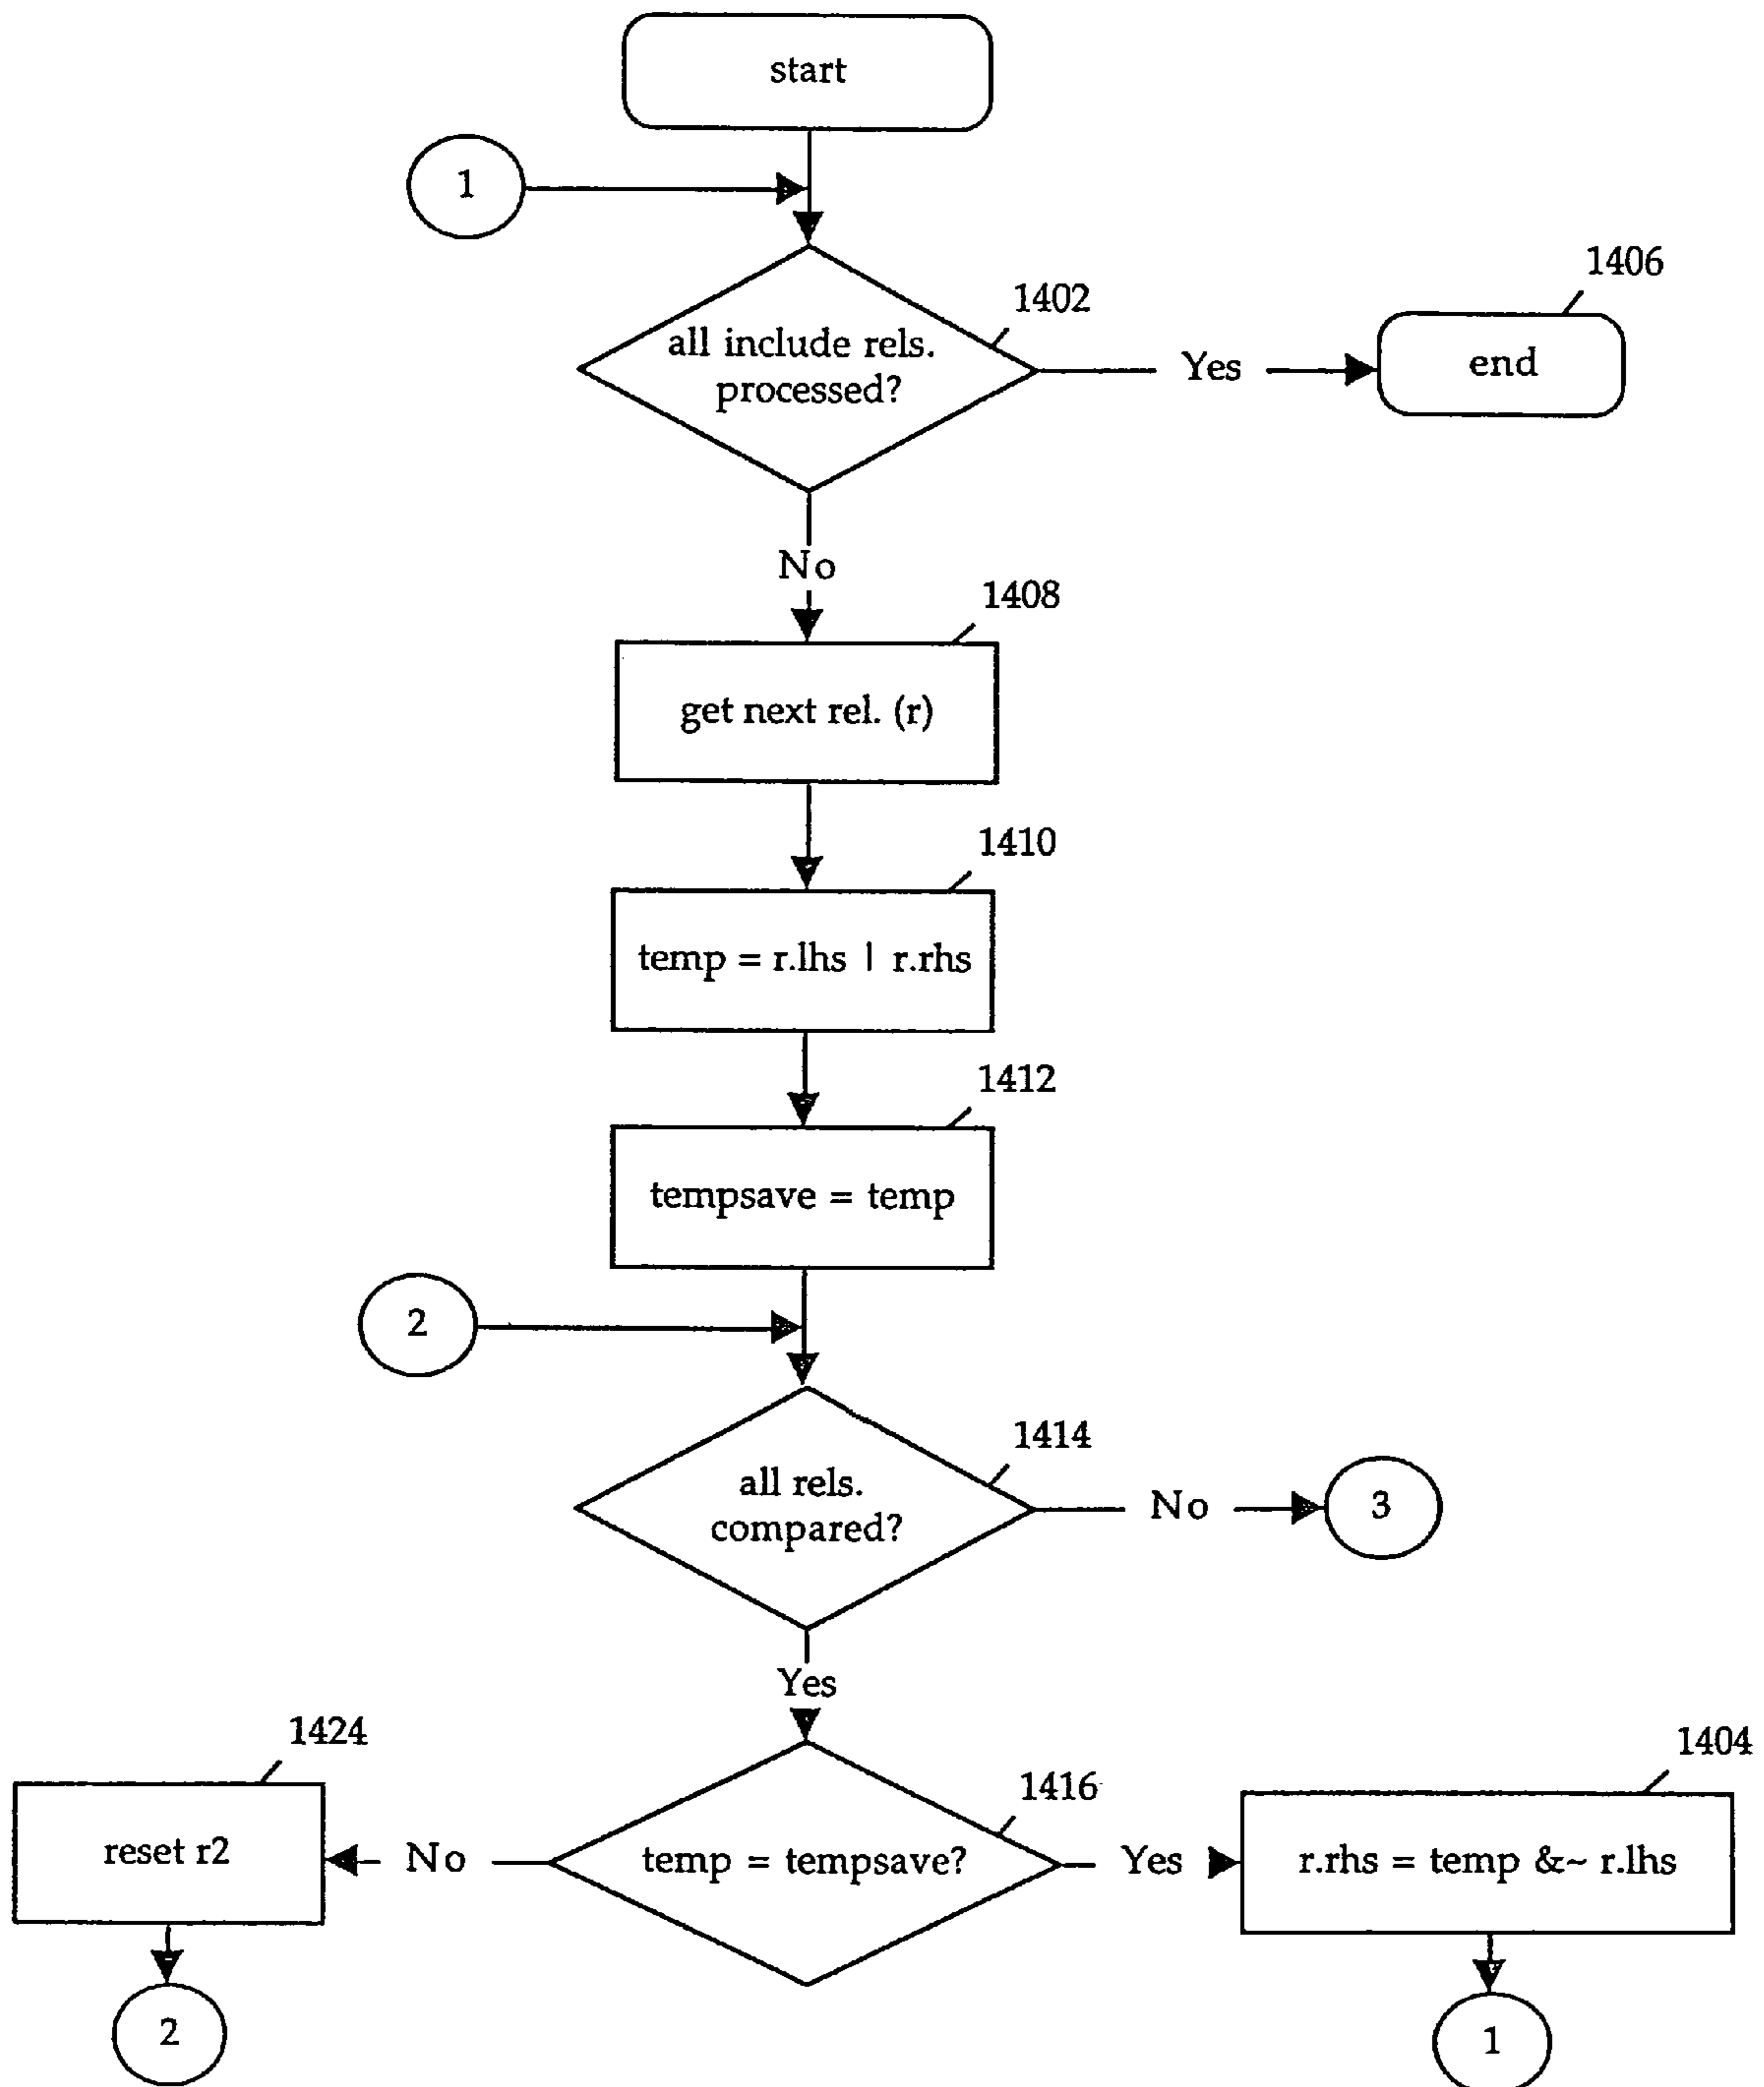 start
1
1406
1402
all include rels.
processed?
Yes
end
No
1408
get next rel. (r)
1410
temp = r.lhs | r.rhs
1412
tempsave = temp
2
1414
all rels.
compared?
No
3
Yes
1424
1404
1416
reset r2
No
temp = tempsave?
Yes
r.rhs = temp &~ r.lhs
2
1